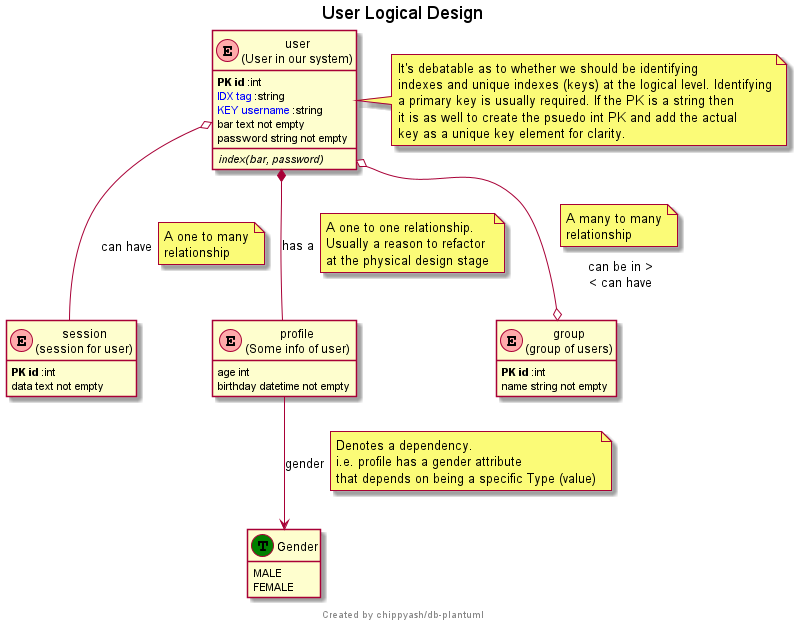 User Logical Design
E
user
(User in our system)
PK id :int
IDX tag :string
KEY username :string
bar text not empty
password string not empty
index(bar, password)
It's debatable as to whether we should be identifying
indexes and unique indexes (keys) at the logical level. Identifying
a primary key is usually required. If the PK is a string then
it is as well to create the psuedo int PK and add the actual
key as a unique key element for clarity.
can have
A one to many
relationship
has a
A one to one relationship.
Usually a reason to refactor
at the physical design stage
A many to many
relationship
can be in >
< can have
E
session
(session for user)
PK id :int
data text not empty
E
profile
(Some info of user)
age int
birthday datetime not empty
E
group
(group of users)
PK id :int
name string not empty
gender
Denotes a dependency.
i.e. profile has a gender attribute
that depends on being a specific Type (value)
T
Gender
MALE
FEMALE
Created by chippyash/db-plantuml